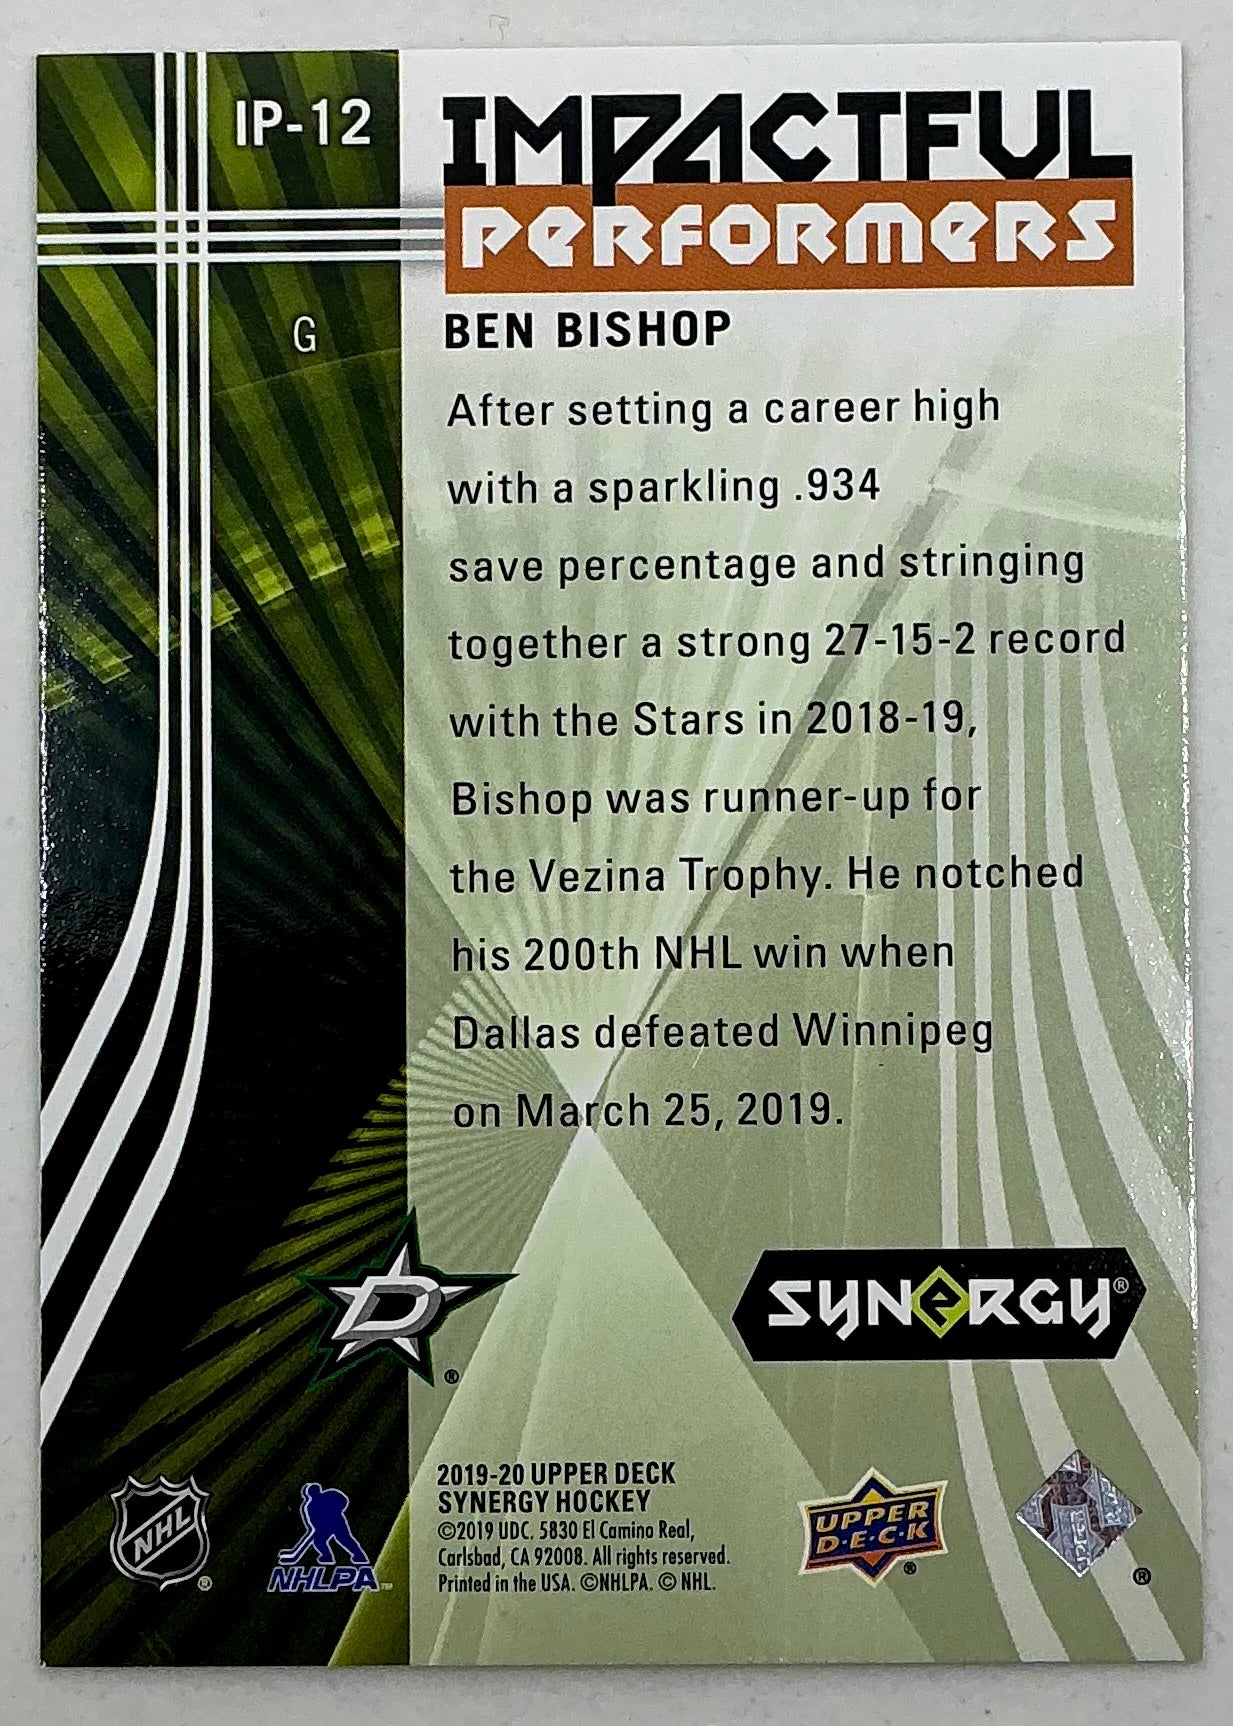 IP-12
IMPACTFUL
PERFORMERS
G
BEN BISHOP
After setting a career high
with a sparkling .934
save percentage and stringing
together a strong 27-15-2 record
with the Stars in 2018-19,
Bishop was runner-up for
the Vezina Trophy. He notched
his 200th NHL win when
Dallas defeated Winnipeg
on March 25, 2019.
D
®
SYNERGY®
2019-20 UPPER DECK
SYNERGY HOCKEY
©2019 UDC. 5830 El Camino Real,
Carlsbad, CA 92008. All rights reserved.
Printed in the USA. ©NHLPA. © NHL.
NHL
®
NHLPA™
UPPER
D·E·C·K
®
®